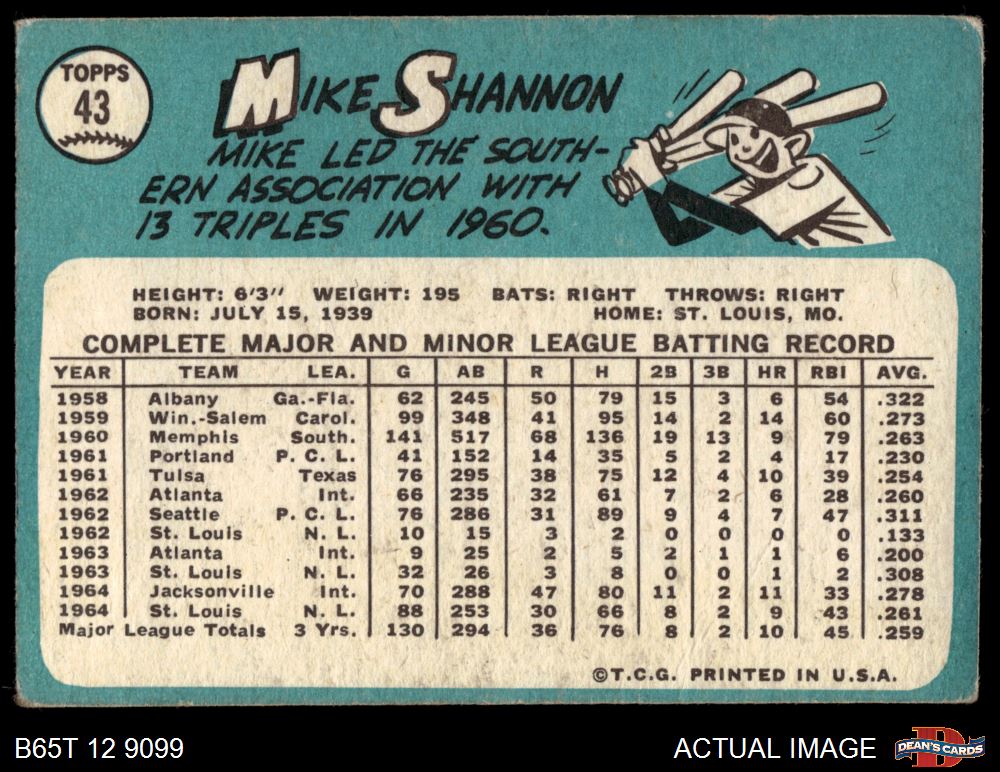 TOPPS
43
MIKE SHANNON
MIKE LED THE SOUTH-
ERN ASSOCIATION WITH
13 TRIPLES IN 1960.
HEIGHT: 6'3" WEIGHT: 195 BATS: RIGHT THROWS: RIGHT
BORN: JULY 15, 1939 HOME: ST. LOUIS, MO.
COMPLETE MAJOR AND MINOR LEAGUE BATTING RECORD
YEAR TEAM LEA. G AB R H 2B 3B HR RBI AVG.
1958 Albany Ga.-Fla. 62 245 50 79 15 3 6 54 .322
1959 Win.-Salem Carol. 99 348 41 95 14 2 14 60 .273
1960 Memphis South. 141 517 68 136 19 13 9 79 .263
1961 Portland P. C. L. 41 152 14 35 5 2 4 17 .230
1961 Tulsa Texas 76 295 38 75 12 4 10 39 .254
1962 Atlanta Int. 66 235 32 61 7 2 6 28 .260
1962 Seattle P. C. L. 76 286 31 89 9 4 7 47 .311
1962 St. Louis N. L. 10 15 3 2 0 0 0 0 .133
1963 Atlanta Int. 9 25 2 5 2 1 1 6 .200
1963 St. Louis N. L. 32 26 3 8 0 0 1 2 .308
1964 Jacksonville Int. 70 288 47 80 11 2 11 33 .278
1964 St. Louis N. L. 88 253 30 66 8 2 9 43 .261
Major League Totals 3 Yrs. 130 294 36 76 8 2 10 45 .259
©T.C.G. PRINTED IN U.S.A.
B65T 12 9099
ACTUAL IMAGE
D
DEAN'S CARDS